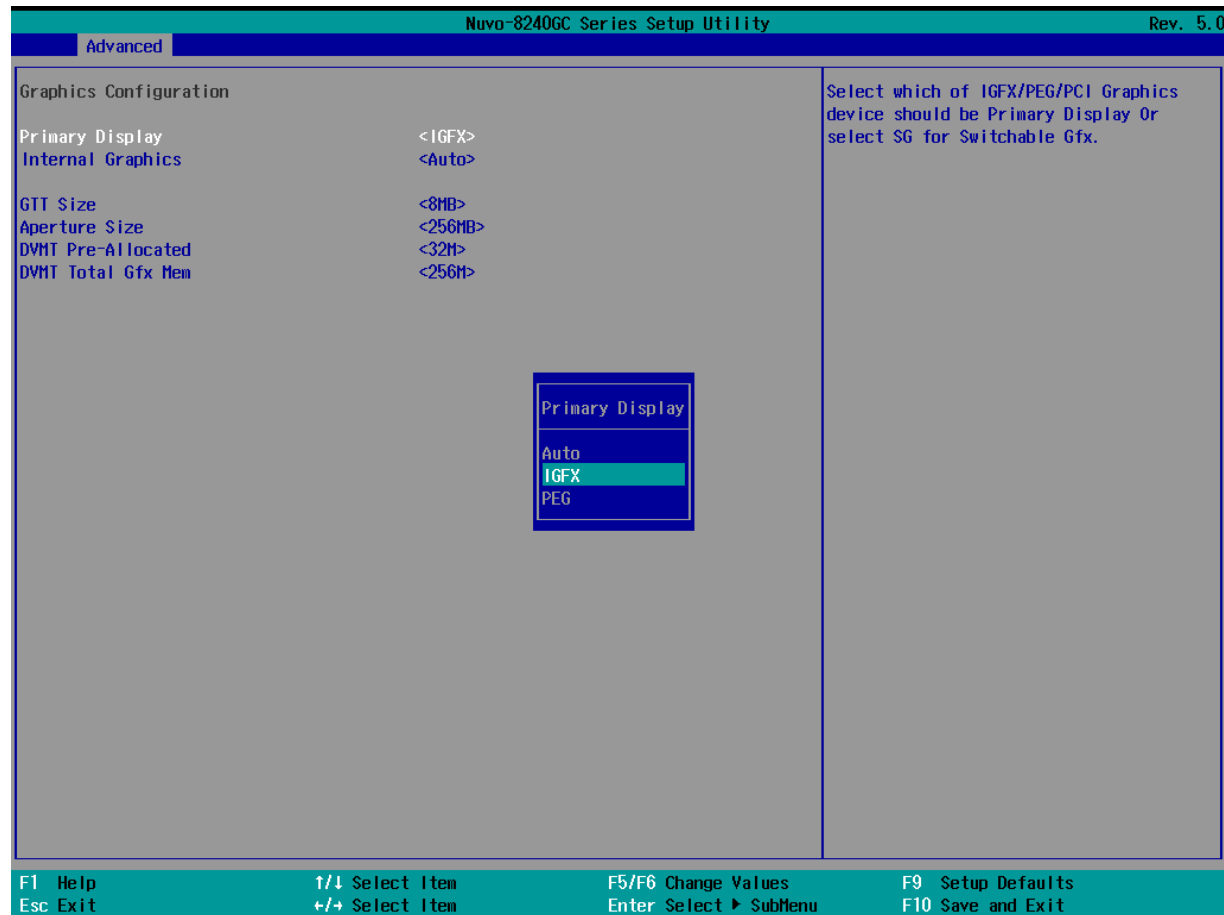 Nuvo-8240GC Series Setup Utility Rev. 5.0
Advanced
Graphics Configuration
Primary Display <IGFX>
Internal Graphics <Auto>
GTT Size <8MB>
Aperture Size <256MB>
DVMT Pre-Allocated <32M>
DVMT Total Gfx Mem <256M>
Select which of IGFX/PEG/PCI Graphics
device should be Primary Display Or
select SG for Switchable Gfx.
Primary Display
Auto
IGFX
PEG
F1 Help ↑/↓ Select Item F5/F6 Change Values F9 Setup Defaults
Esc Exit ←/→ Select Item Enter Select ▶ SubMenu F10 Save and Exit